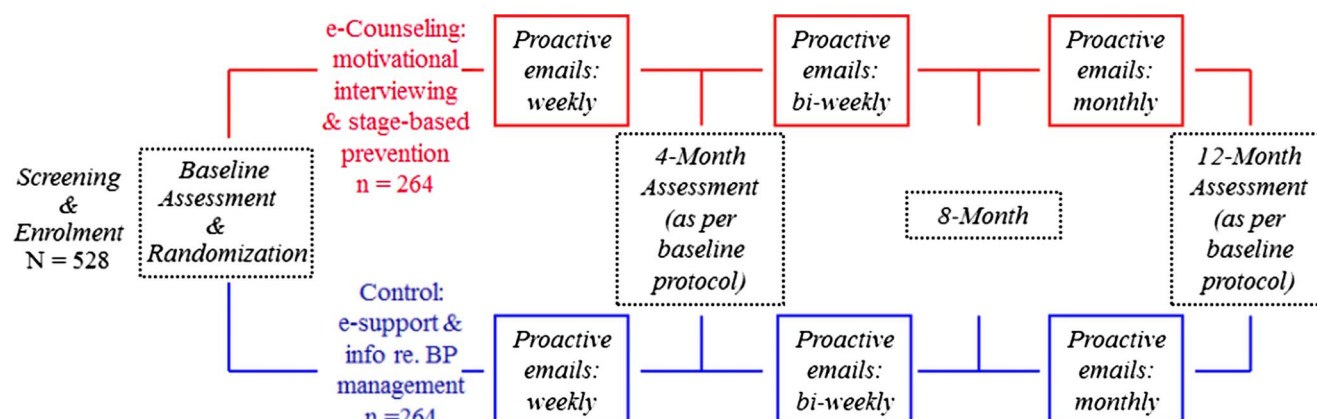 Screening
&
Enrolment
N = 528
Baseline
Assessment
&
Randomization
e-Counseling:
motivational
interviewing
& stage-based
prevention
n = 264
Proactive
emails:
weekly
Proactive
emails:
bi-weekly
Proactive
emails:
monthly
4-Month
Assessment
(as per
baseline
protocol)
8-Month
12-Month
Assessment
(as per
baseline
protocol)
Control:
e-support &
info re. BP
management
n =264
Proactive
emails:
weekly
Proactive
emails:
bi-weekly
Proactive
emails:
monthly